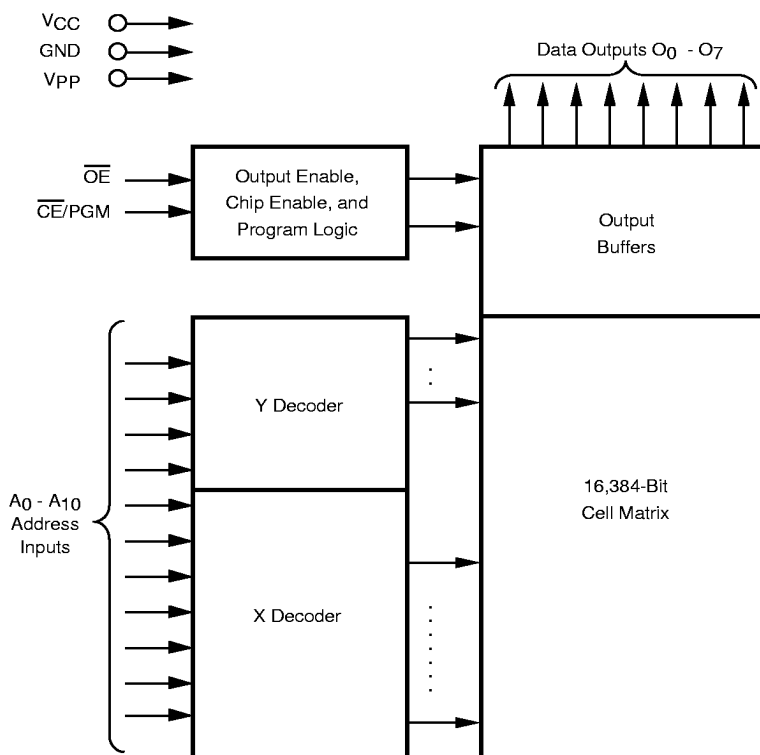 VCC
GND
VPP
Data Outputs O0 - O7
OE
CE/PGM
Output Enable,
Chip Enable, and
Program Logic
Output
Buffers
Y Decoder
A0 - A10
Address
Inputs
16,384-Bit
Cell Matrix
X Decoder